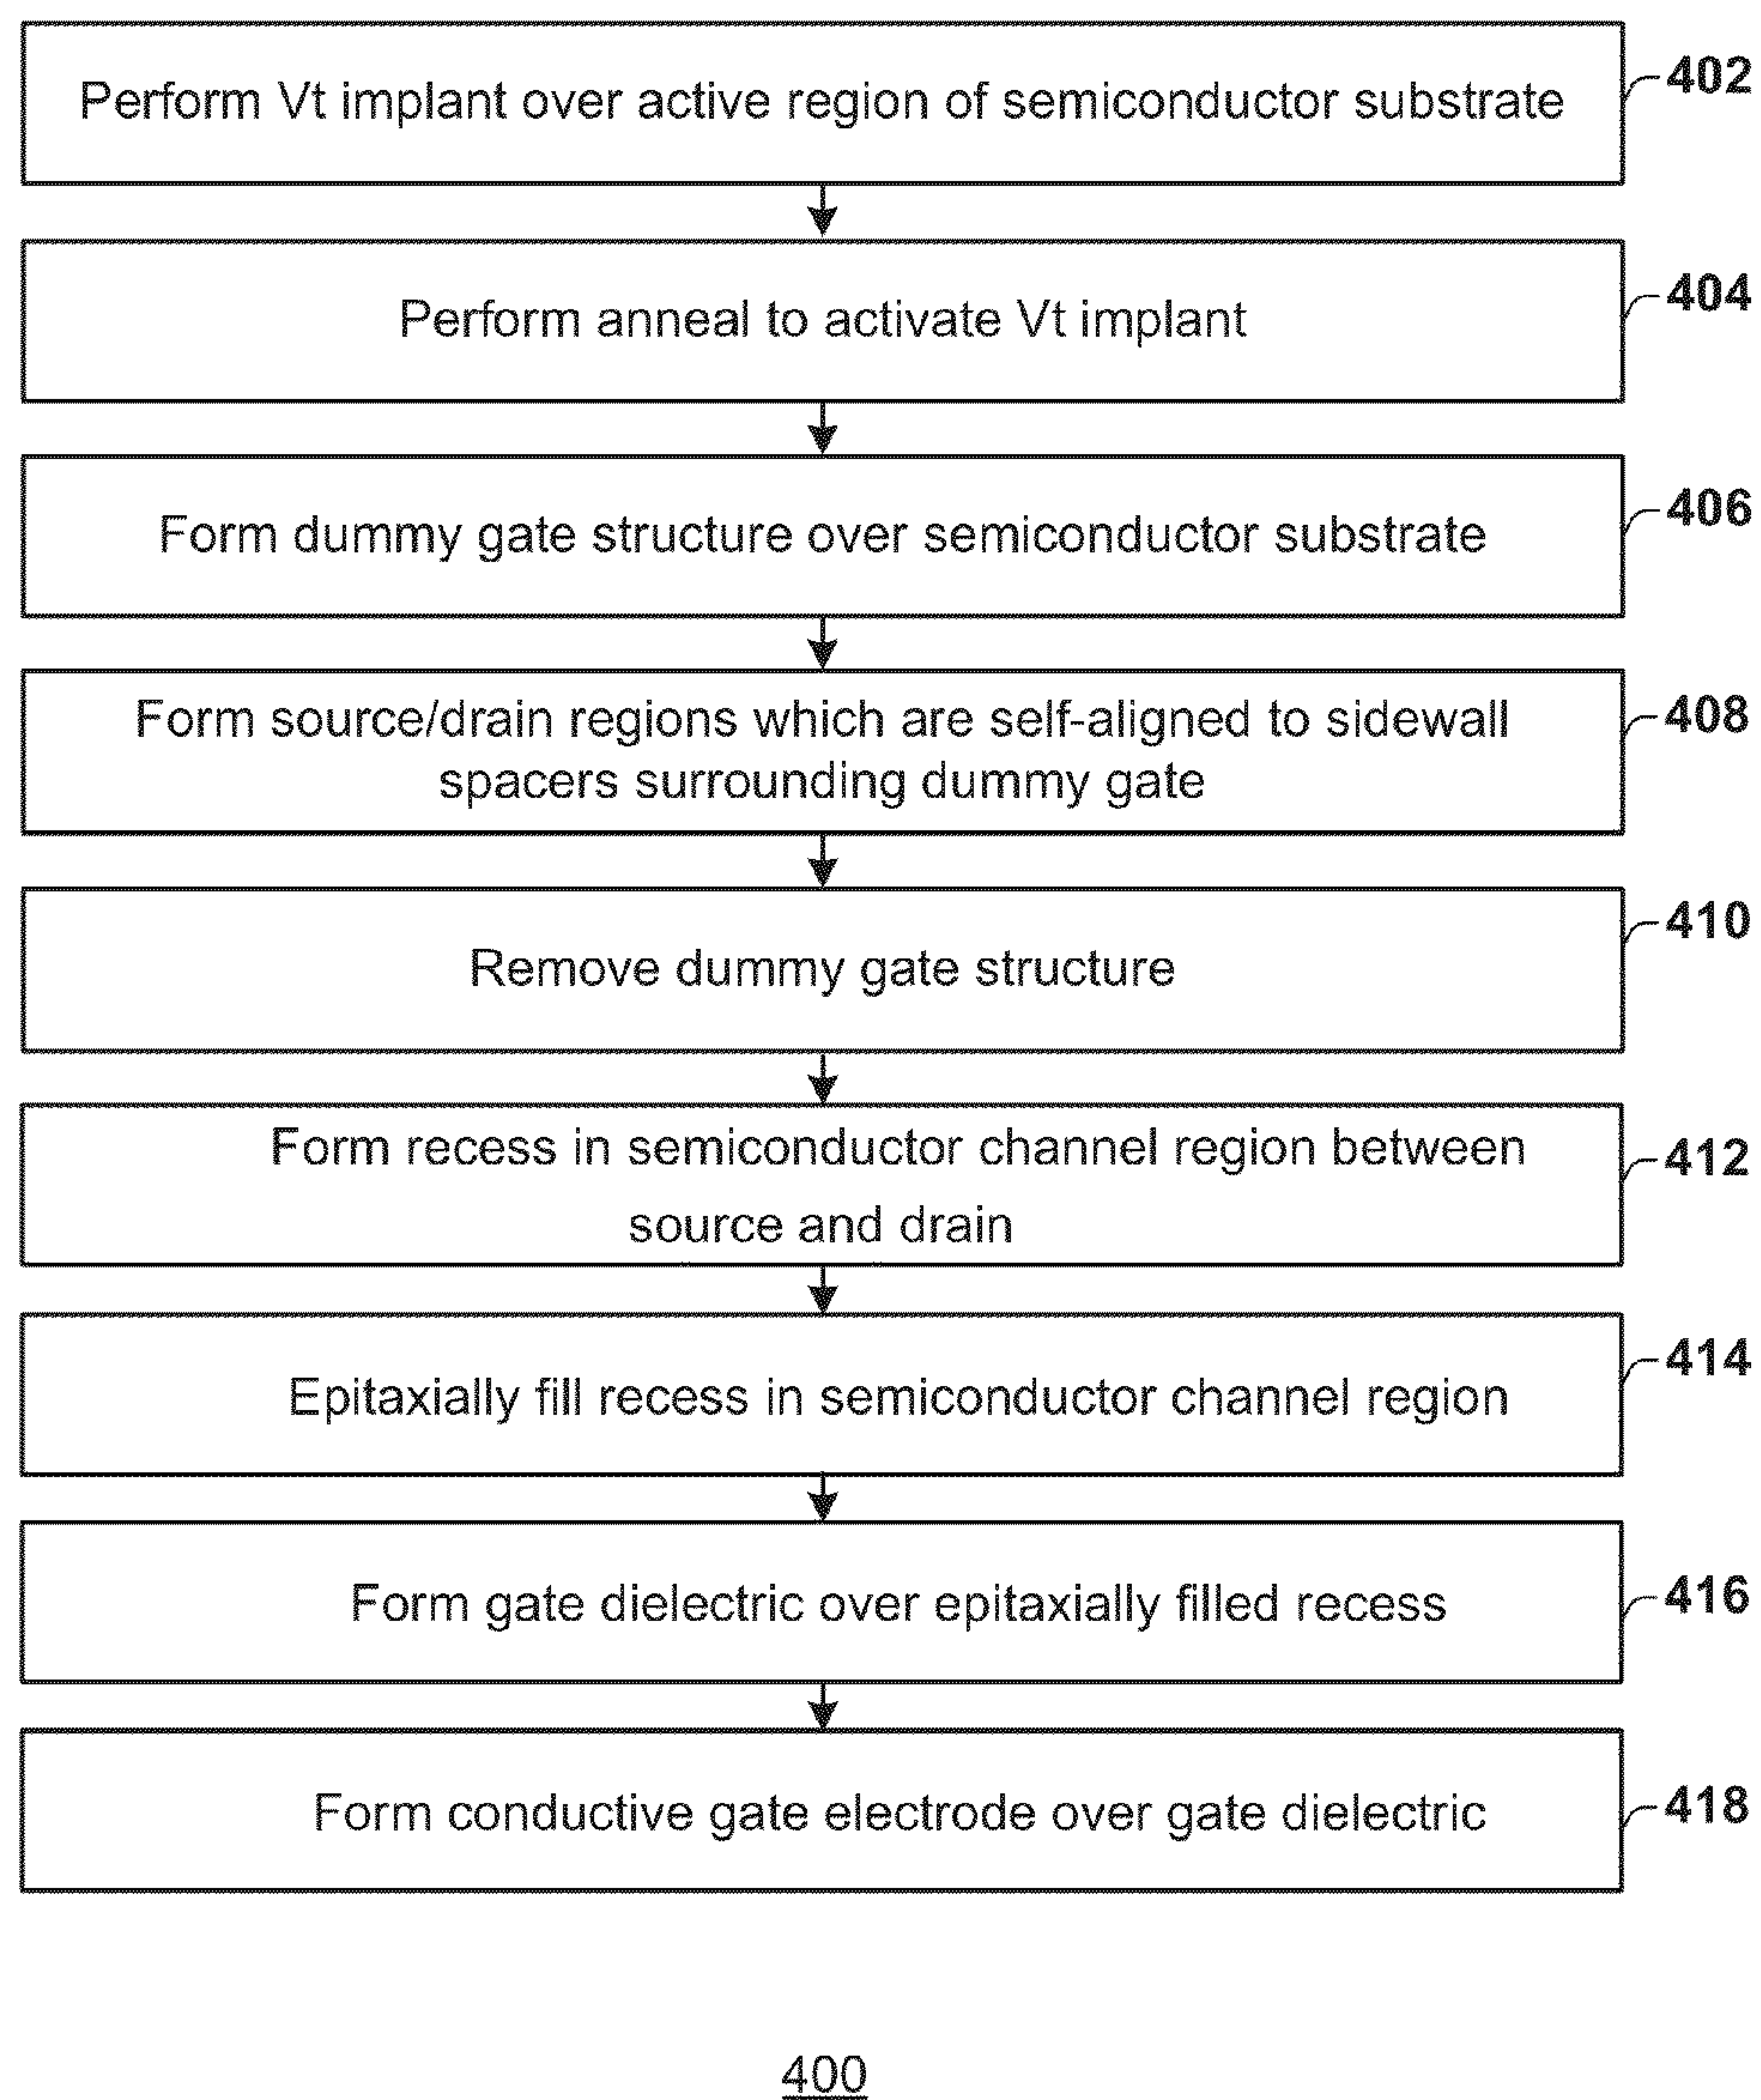 Perform Vt implant over active region of semiconductor substrate
402
Perform anneal to activate Vt implant
404
Form dummy gate structure over semiconductor substrate
406
Form source/drain regions which are self-aligned to sidewall
spacers surrounding dummy gate
408
Remove dummy gate structure
410
Form recess in semiconductor channel region between
source and drain
412
Epitaxially fill recess in semiconductor channel region
414
Form gate dielectric over epitaxially filled recess
416
Form conductive gate electrode over gate dielectric
418
400